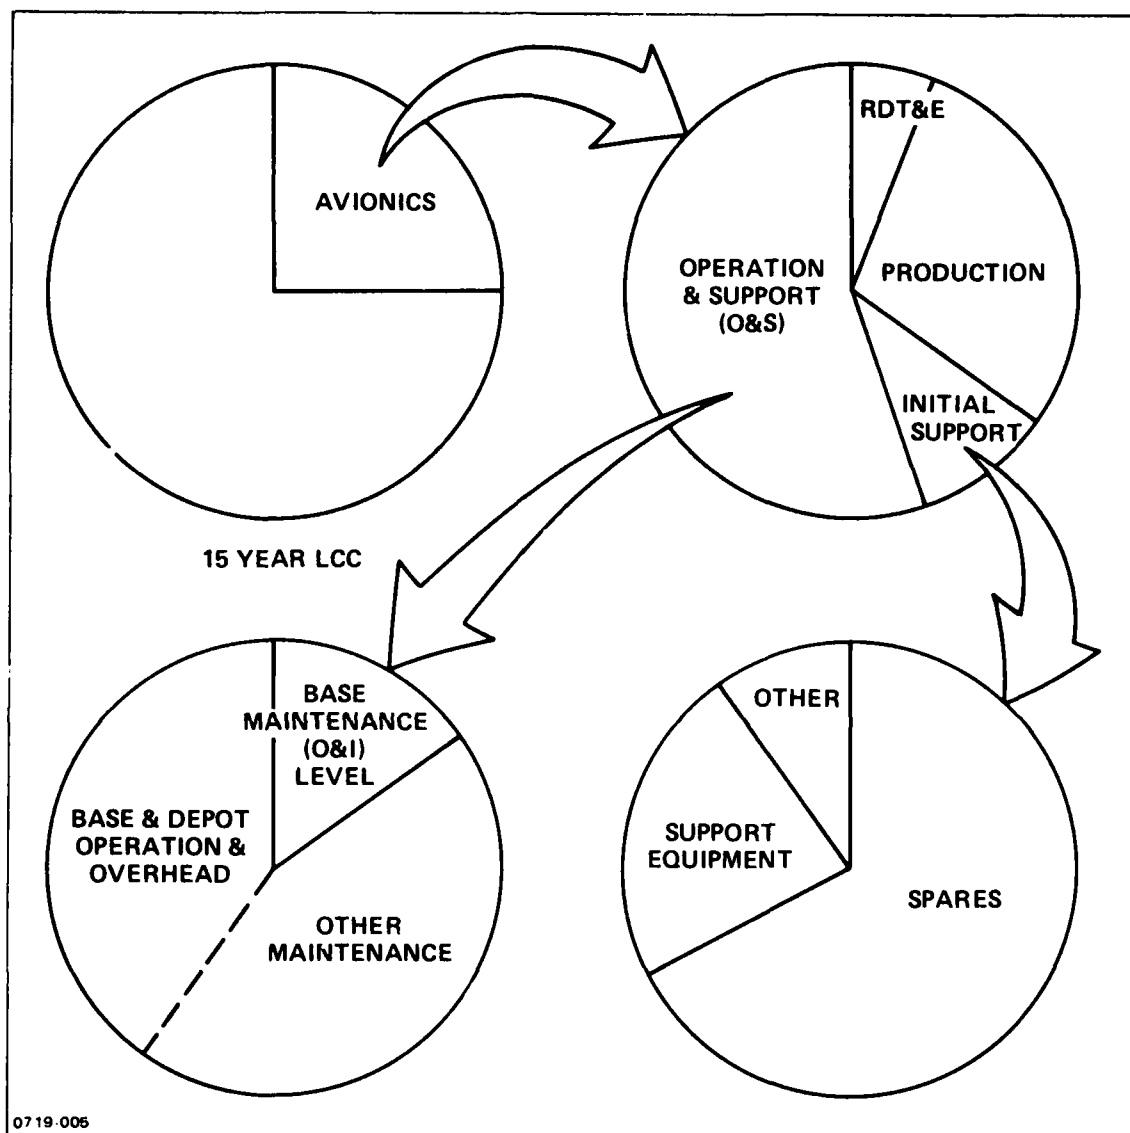 AVIONICS
15 YEAR LCC
RDT&E
PRODUCTION
OPERATION
& SUPPORT
(O&S)
INITIAL
SUPPORT
BASE
MAINTENANCE
(O&I)
LEVEL
BASE & DEPOT
OPERATION &
OVERHEAD
OTHER
MAINTENANCE
OTHER
SUPPORT
EQUIPMENT
SPARES
0719-005